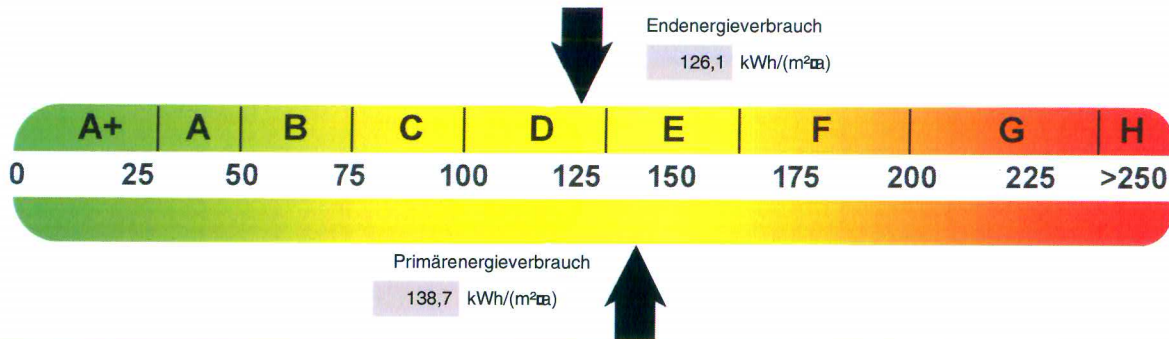 Endenergieverbrauch
126,1 kWh/(m²a)
A+ A B C D E F G H
0 25 50 75 100 125 150 175 200 225 >250
Primärenergieverbrauch
138,7 kWh/(m²a)